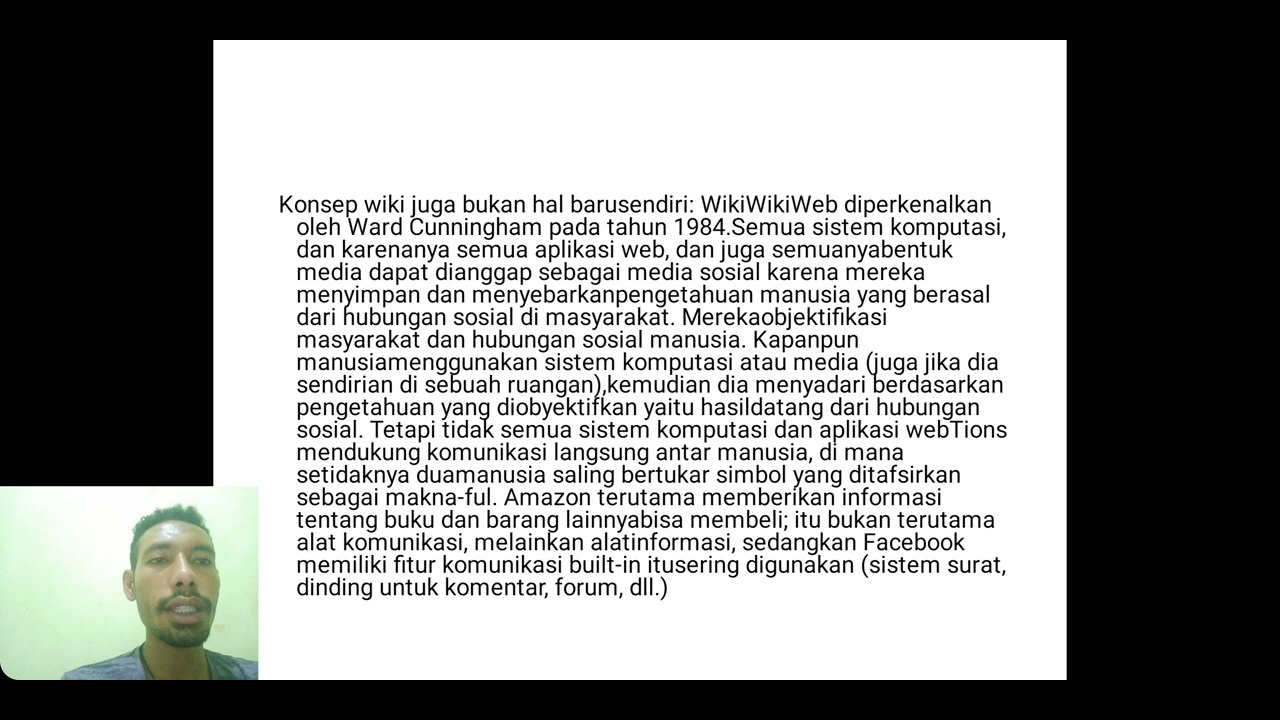 Konsep wiki juga bukan hal barusendiri: WikiWikiWeb diperkenalkan
oleh Ward Cunningham pada tahun 1984.Semua sistem komputasi,
dan karenanya semua aplikasi web, dan juga semuanyabentuk
media dapat dianggap sebagai media sosial karena mereka
menyimpan dan menyebarkanpengetahuan manusia yang berasal
dari hubungan sosial di masyarakat. Merekaobjektifikasi
masyarakat dan hubungan sosial manusia. Kapanpun
manusiamenggunakan sistem komputasi atau media (juga jika dia
sendirian di sebuah ruangan),kemudian dia menyadari berdasarkan
pengetahuan yang diobyektifkan yaitu hasildatang dari hubungan
sosial. Tetapi tidak semua sistem komputasi dan aplikasi webTions
mendukung komunikasi langsung antar manusia, di mana
setidaknya duamanusia saling bertukar simbol yang ditafsirkan
sebagai makna-ful. Amazon terutama memberikan informasi
tentang buku dan barang lainnyabisa membeli; itu bukan terutama
alat komunikasi, melainkan alatinformasi, sedangkan Facebook
memiliki fitur komunikasi built-in itusering digunakan (sistem surat,
dinding untuk komentar, forum, dll.)